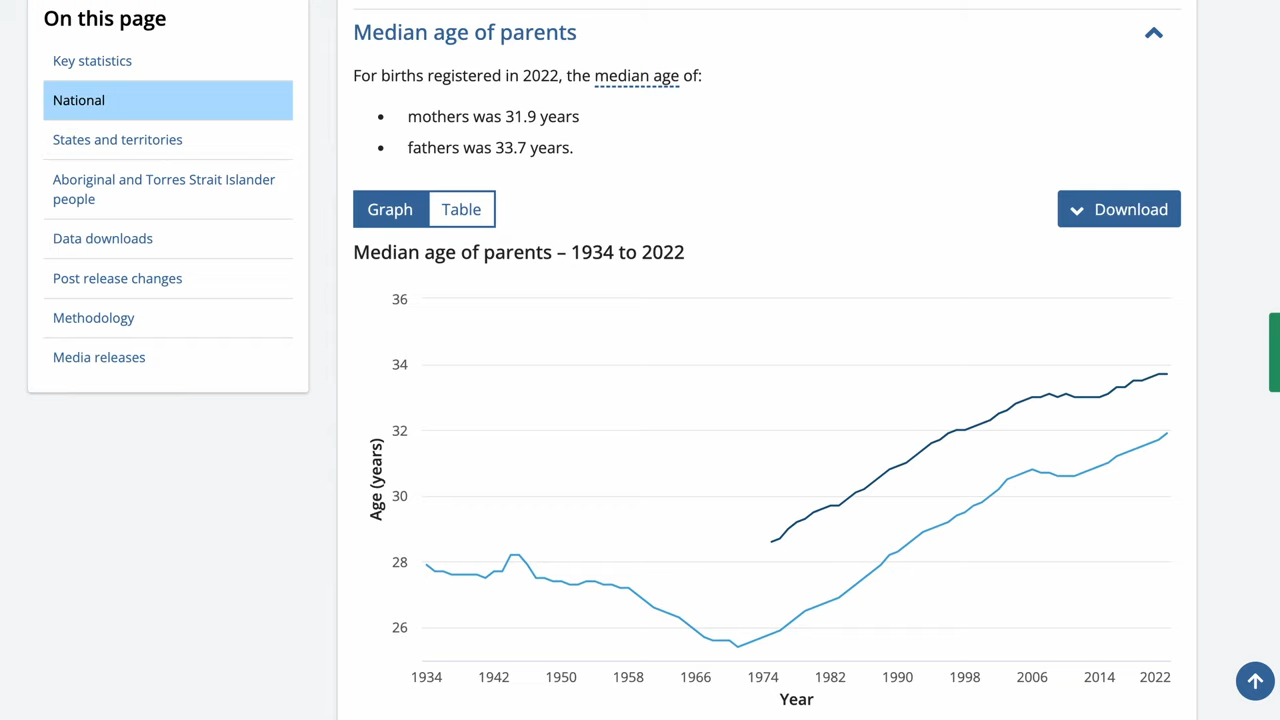 On this page
Key statistics
National
States and territories
Aboriginal and Torres Strait Islander
people
Data downloads
Post release changes
Methodology
Media releases
Median age of parents
For births registered in 2022, the median age of:
• mothers was 31.9 years
• fathers was 33.7 years.
Graph Table
Download
Median age of parents – 1934 to 2022
36
34
32
30
28
26
Age (years)
1934 1942 1950 1958 1966 1974 1982 1990 1998 2006 2014 2022
Year